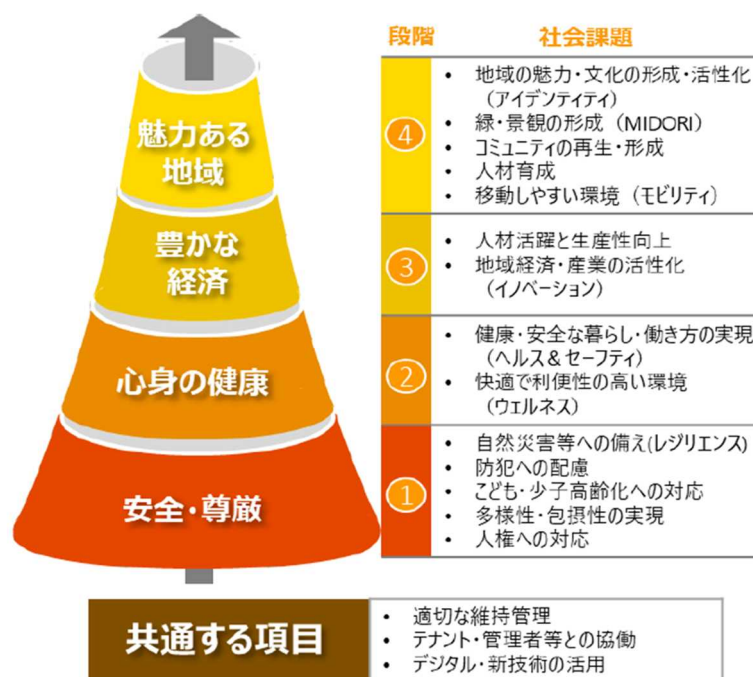 段階 社会課題
魅力ある
地域
④
• 地域の魅力・文化の形成・活性化
（アイデンティティ）
• 緑・景観の形成（MIDORI）
• コミュニティの再生・形成
• 人材育成
• 移動しやすい環境（モビリティ）
豊かな
経済
③
• 人材活躍と生産性向上
• 地域経済・産業の活性化
（イノベーション）
心身の健康
②
• 健康・安全な暮らし・働き方の実現
（ヘルス＆セーフティ）
• 快適で利便性の高い環境
（ウェルネス）
安全・尊厳
①
• 自然災害等への備え(レジリエンス)
• 防犯への配慮
• こども・少子高齢化への対応
• 多様性・包摂性の実現
• 人権への対応
共通する項目
• 適切な維持管理
• テナント・管理者等との協働
• デジタル・新技術の活用